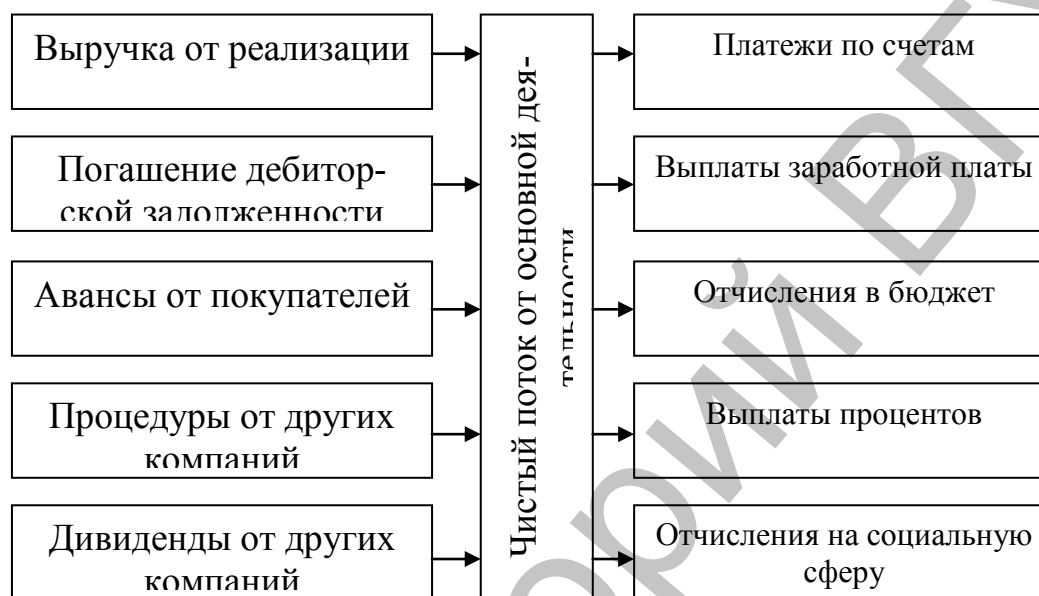 Выручка от реализации
Погашение дебитор-
ской задолженности
Авансы от покупателей
Процедуры от других
компаний
Дивиденды от других
компаний
Чистый поток от основной дея-
тельности
Платежи по счетам
Выплаты заработной платы
Отчисления в бюджет
Выплаты процентов
Отчисления на социальную
сферу